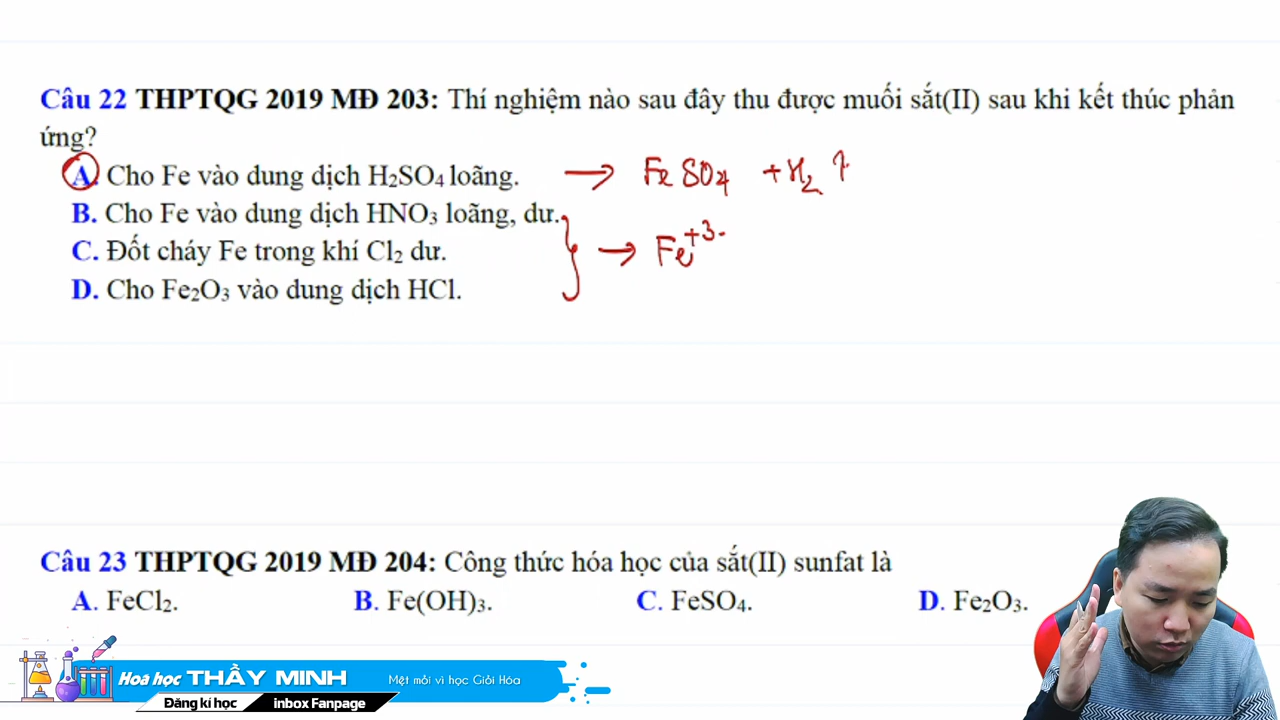 Câu 22 THPTQG 2019 MĐ 203: Thí nghiệm nào sau đây thu được muối sắt(II) sau khi kết thúc phản
ứng?
A. Cho Fe vào dung dịch H₂SO₄ loãng. → FeSO₄ + H₂ ↑
B. Cho Fe vào dung dịch HNO₃ loãng, dư.
C. Đốt cháy Fe trong khí Cl₂ dư. → Fe⁺³
D. Cho Fe₂O₃ vào dung dịch HCl.
Câu 23 THPTQG 2019 MĐ 204: Công thức hóa học của sắt(II) sunfat là
A. FeCl₂. B. Fe(OH)₃. C. FeSO₄. D. Fe₂O₃.
Hoá học THẦY MINH Mệt mỏi vì học Giỏi Hóa
Đăng kí học inbox Fanpage